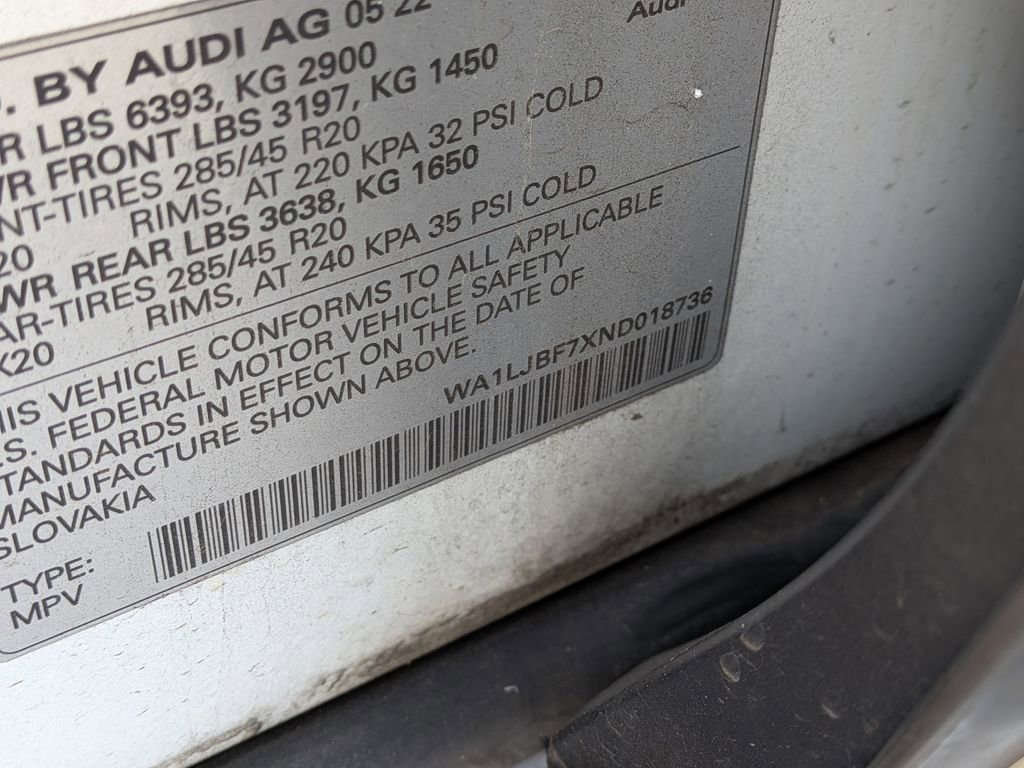 . BY AUDI AG 05 22
Audi
R LBS 6393, KG 2900
WR FRONT LBS 3197, KG 1450
NT-TIRES 285/45 R20
20 RIMS, AT 220 KPA 32 PSI COLD
WR REAR LBS 3638, KG 1650
AR-TIRES 285/45 R20
X20 RIMS, AT 240 KPA 35 PSI COLD
HIS VEHICLE CONFORMS TO ALL APPLICABLE
.S. FEDERAL MOTOR VEHICLE SAFETY
TANDARDS IN EFFECT ON THE DATE OF
MANUFACTURE SHOWN ABOVE.
SLOVAKIA
WA1LJBF7XND018736
TYPE:
MPV